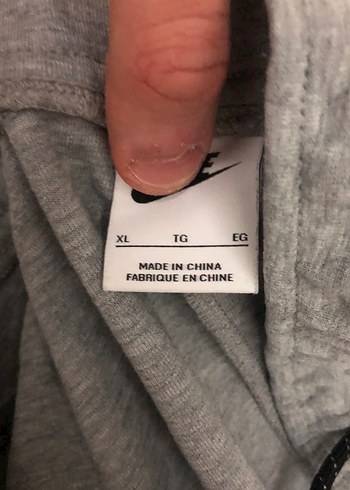 XL TG EG
MADE IN CHINA
FABRIQUE EN CHINE